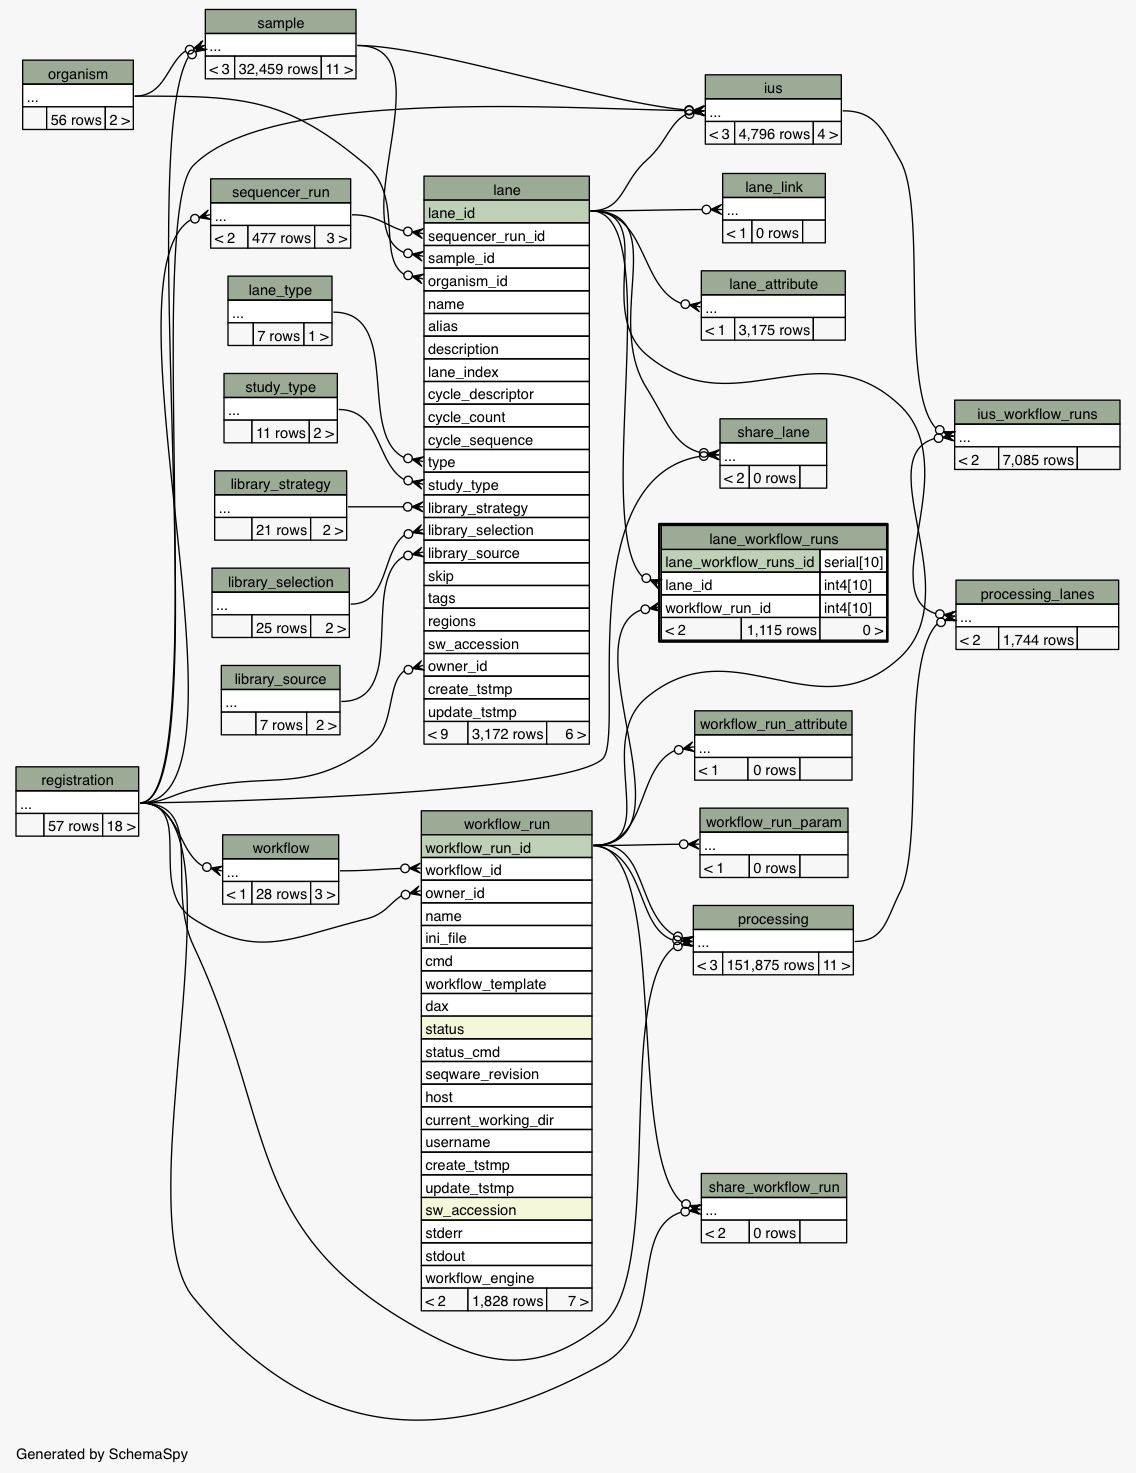 sample
...
< 3 32,459 rows 11 >
organism
...
56 rows 2 >
ius
...
< 3 4,796 rows 4 >
sequencer_run
...
< 2 477 rows 3 >
lane_type
...
7 rows 1 >
study_type
...
11 rows 2 >
library_strategy
...
21 rows 2 >
library_selection
...
25 rows 2 >
library_source
...
7 rows 2 >
registration
...
57 rows 18 >
workflow
...
< 1 28 rows 3 >
lane
lane_id
sequencer_run_id
sample_id
organism_id
name
alias
description
lane_index
cycle_descriptor
cycle_count
cycle_sequence
type
study_type
library_strategy
library_selection
library_source
skip
tags
regions
sw_accession
owner_id
create_tstmp
update_tstmp
< 9 3,172 rows 6 >
workflow_run
workflow_run_id
workflow_id
owner_id
name
ini_file
cmd
workflow_template
dax
status
status_cmd
seqware_revision
host
current_working_dir
username
create_tstmp
update_tstmp
sw_accession
stderr
stdout
workflow_engine
< 2 1,828 rows 7 >
lane_link
...
< 1 0 rows
lane_attribute
...
< 1 3,175 rows
share_lane
...
< 2 0 rows
lane_workflow_runs
lane_workflow_runs_id serial[10]
lane_id int4[10]
workflow_run_id int4[10]
< 2 1,115 rows 0 >
workflow_run_attribute
...
< 1 0 rows
workflow_run_param
...
< 1 0 rows
processing
...
< 3 151,875 rows 11 >
share_workflow_run
...
< 2 0 rows
ius_workflow_runs
...
< 2 7,085 rows
processing_lanes
...
< 2 1,744 rows
Generated by SchemaSpy